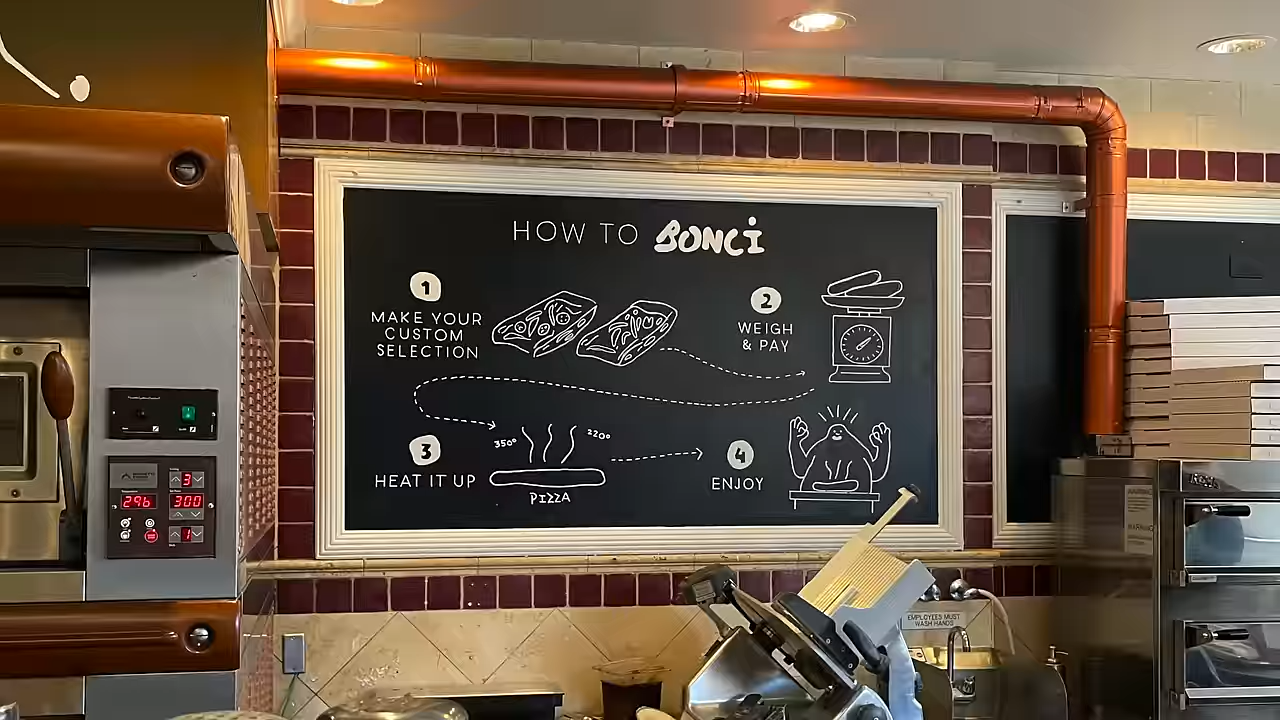 HOW TO BONCI
1
MAKE YOUR
CUSTOM
SELECTION
2
WEIGH
& PAY
3
HEAT IT UP
350°
220°
PIZZA
4
ENJOY
296
3
300
1
WARNING
EMPLOYEES MUST
WASH HANDS